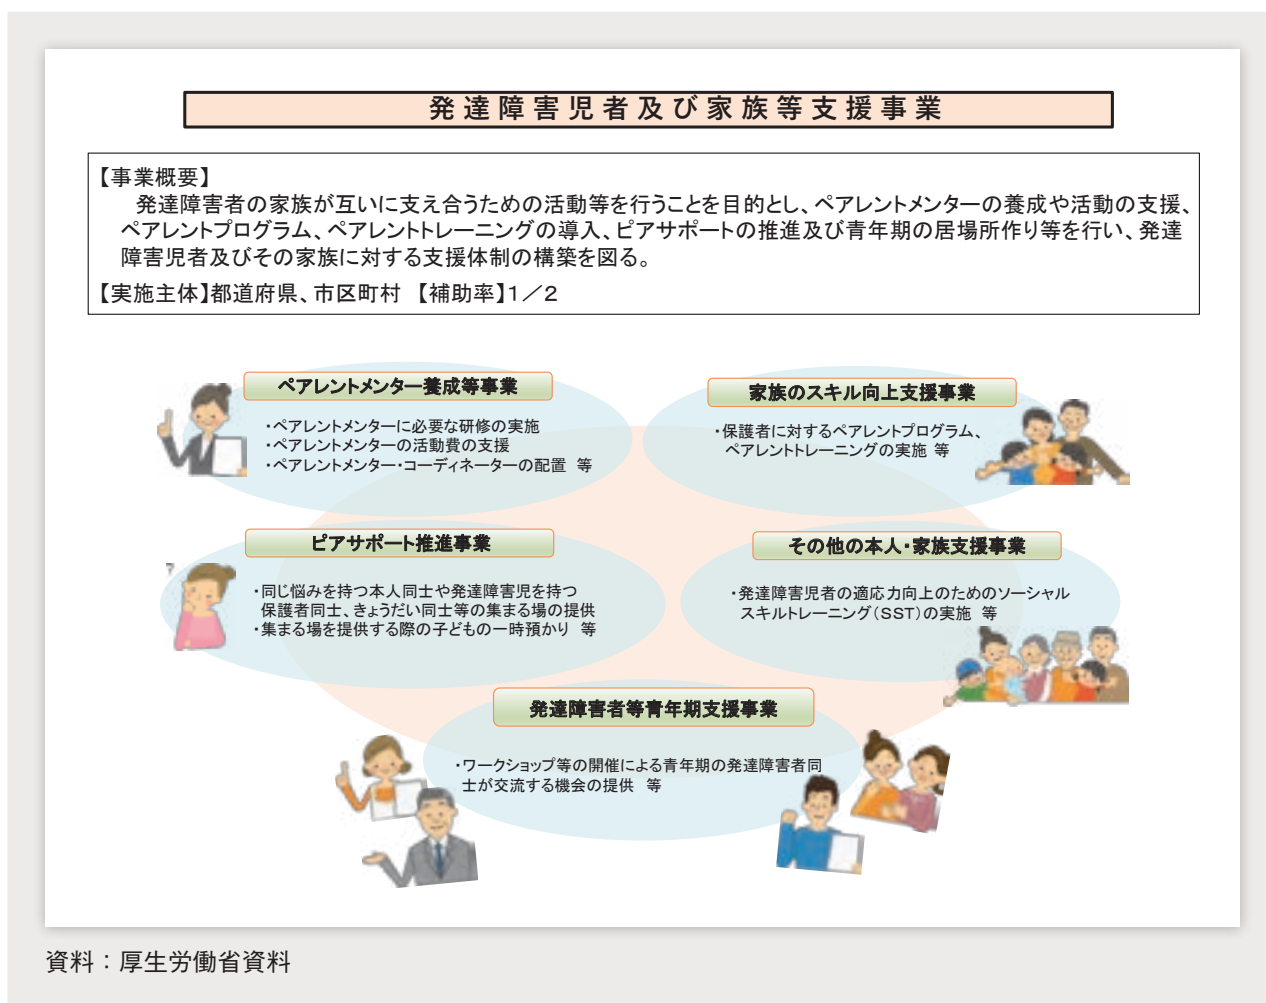 発達障害児者及び家族等支援事業
【事業概要】
発達障害者の家族が互いに支え合うための活動等を行うことを目的とし、ペアレントメンターの養成や活動の支援、
ペアレントプログラム、ペアレントトレーニングの導入、ピアサポートの推進及び青年期の居場所作り等を行い、発達
障害児者及びその家族に対する支援体制の構築を図る。
【実施主体】都道府県、市区町村 【補助率】１／２
ペアレントメンター養成等事業
・ペアレントメンターに必要な研修の実施
・ペアレントメンターの活動費の支援
・ペアレントメンター・コーディネーターの配置 等
家族のスキル向上支援事業
・保護者に対するペアレントプログラム、
ペアレントトレーニングの実施 等
ピアサポート推進事業
・同じ悩みを持つ本人同士や発達障害児を持つ
保護者同士、きょうだい同士等の集まる場の提供
・集まる場を提供する際の子どもの一時預かり 等
その他の本人・家族支援事業
・発達障害児者の適応力向上のためのソーシャル
スキルトレーニング（SST）の実施 等
発達障害者等青年期支援事業
・ワークショップ等の開催による青年期の発達障害者同
士が交流する機会の提供 等
資料：厚生労働省資料